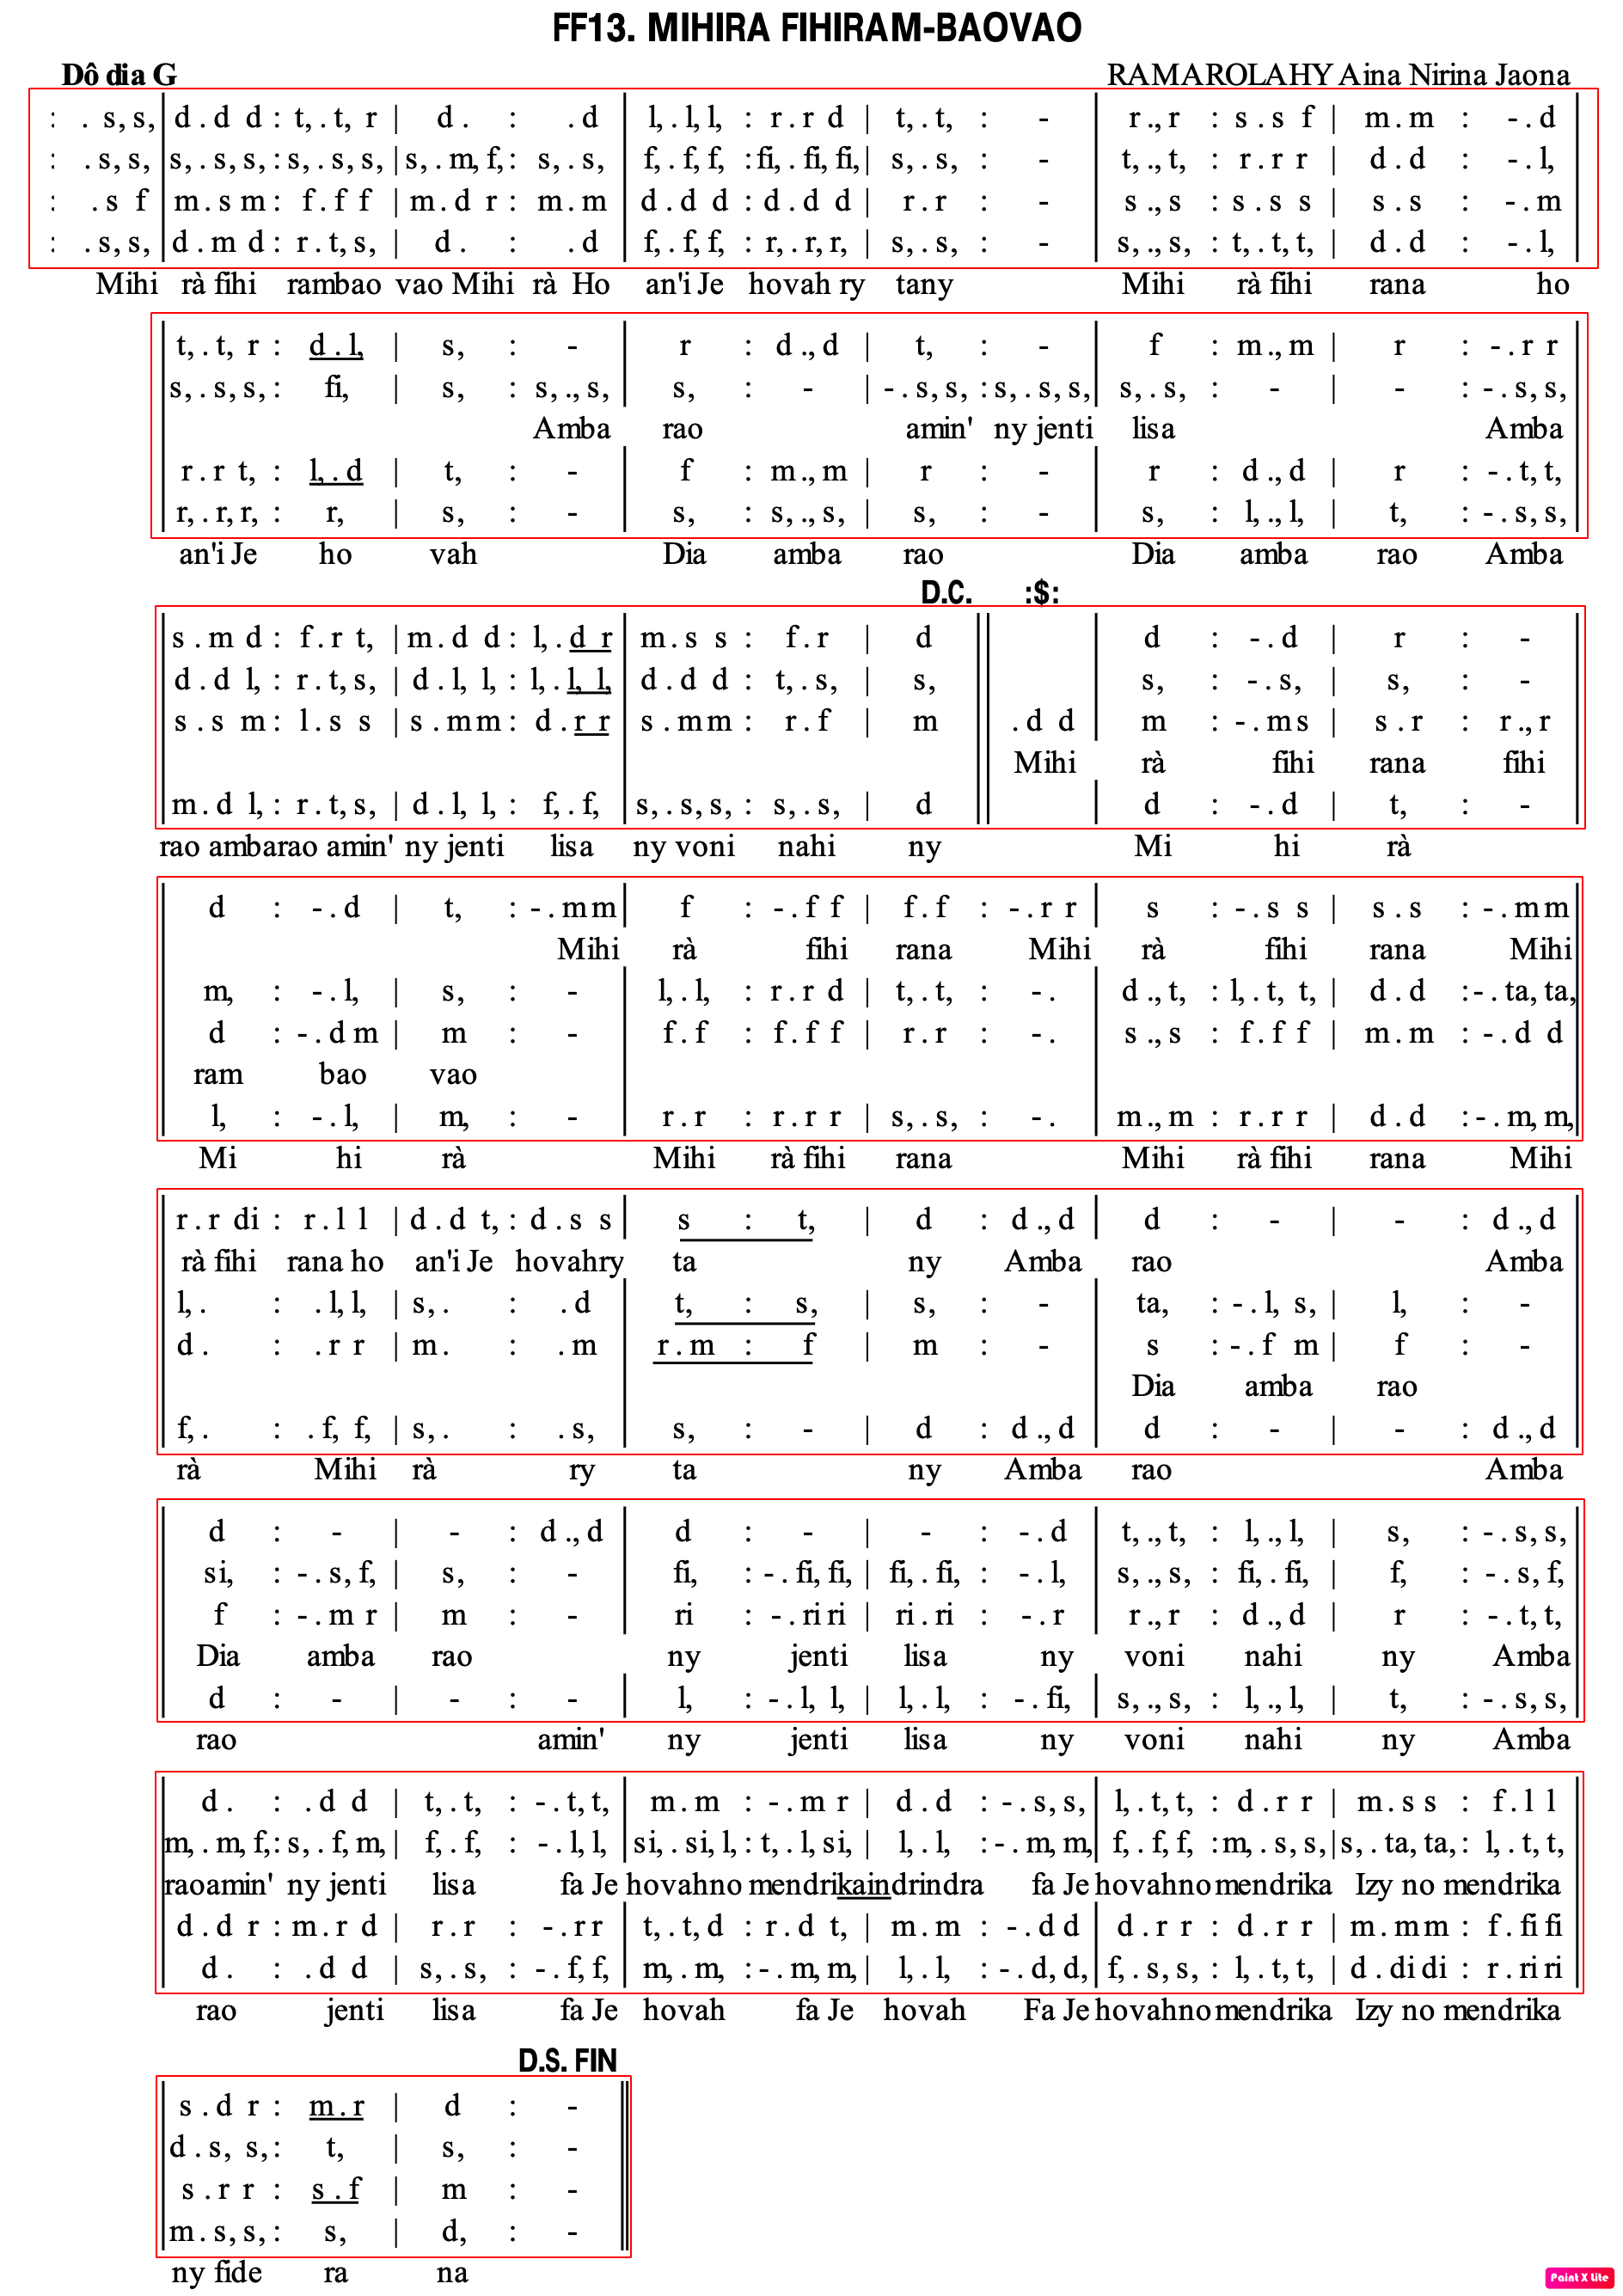 FF13. MIHIRA FIHIRAM-BAOVAO
Dô dia G RAMAROLAHY Aina Nirina Jaona
: . s, s, | d . d d : t, . t, r | d . : . d | l, . l, l, : r . r d | t, . t, : - | r ., r : s . s f | m . m : - . d |
: . s, s, | s, . s, s, : s, . s, s, | s, . m, f, : s, . s, | f, . f, f, : fi, . fi, fi, | s, . s, : - | t, ., t, : r . r r | d . d : - . l, |
: . s f | m . s m : f . f f | m . d r : m . m | d . d d : d . d d | r . r : - | s ., s : s . s s | s . s : - . m |
: . s, s, | d . m d : r . t, s, | d . : . d | f, . f, f, : r, . r, r, | s, . s, : - | s, ., s, : t, . t, t, | d . d : - . l, |
Mihi rà fihi rambao vao Mihi rà Ho an'i Je hovah ry tany Mihi rà fihi rana ho
| t, . t, r : d . l, | s, : - | r : d ., d | t, : - | f : m ., m | r : - . r r |
| s, . s, s, : fi, | s, : s, ., s, | s, : - | - . s, s, : s, . s, s, | s, . s, : - | - : - . s, s, |
Amba rao amin' ny jenti lisa Amba
| r . r t, : l, . d | t, : - | f : m ., m | r : - | r : d ., d | r : - . t, t, |
| r, . r, r, : r, | s, : - | s, : s, ., s, | s, : - | s, : l, ., l, | t, : - . s, s, |
an'i Je ho vah Dia amba rao Dia amba rao Amba
D.C. :$:
| s . m d : f . r t, | m . d d : l, . d r | m . s s : f . r | d || | d : - . d | r : - |
| d . d l, : r . t, s, | d . l, l, : l, . l, l, | d . d d : t, . s, | s, || | s, : - . s, | s, : - |
| s . s m : l . s s | s . m m : d . r r | s . m m : r . f | m || . d d | m : - . m s | s . r : r ., r |
Mihi rà fihi rana fihi
| m . d l, : r . t, s, | d . l, l, : f, . f, | s, . s, s, : s, . s, | d || | d : - . d | t, : - |
rao ambarao amin' ny jenti lisa ny voni nahi ny Mi hi rà
| d : - . d | t, : - . m m | f : - . f f | f . f : - . r r | s : - . s s | s . s : - . m m |
Mihi rà fihi rana Mihi rà fihi rana Mihi
| m, : - . l, | s, : - | l, . l, : r . r d | t, . t, : - . | d ., t, : l, . t, t, | d . d : - . ta, ta, |
| d : - . d m | m : - | f . f : f . f f | r . r : - . | s ., s : f . f f | m . m : - . d d |
ram bao vao
| l, : - . l, | m, : - | r . r : r . r r | s, . s, : - . | m ., m : r . r r | d . d : - . m, m, |
Mi hi rà Mihi rà fihi rana Mihi rà fihi rana Mihi
| r . r di : r . l l | d . d t, : d . s s | s : t, | d : d ., d | d : - | - : d ., d |
rà fihi rana ho an'i Je hovahry ta ny Amba rao Amba
| l, . : . l, l, | s, . : . d | t, : s, | s, : - | ta, : - . l, s, | l, : - |
| d . : . r r | m . : . m | r . m : f | m : - | s : - . f m | f : - |
Dia amba rao
| f, . : . f, f, | s, . : . s, | s, : - | d : d ., d | d : - | - : d ., d |
rà Mihi rà ry ta ny Amba rao Amba
| d : - | - : d ., d | d : - | - : - . d | t, ., t, : l, ., l, | s, : - . s, s, |
| si, : - . s, f, | s, : - | fi, : - . fi, fi, | fi, . fi, : - . l, | s, ., s, : fi, . fi, | f, : - . s, f, |
| f : - . m r | m : - | ri : - . ri ri | ri . ri : - . r | r ., r : d ., d | r : - . t, t, |
Dia amba rao ny jenti lisa ny voni nahi ny Amba
| d : - | - : - | l, : - . l, l, | l, . l, : - . fi, | s, ., s, : l, ., l, | t, : - . s, s, |
rao amin' ny jenti lisa ny voni nahi ny Amba
| d . : . d d | t, . t, : - . t, t, | m . m : - . m r | d . d : - . s, s, | l, . t, t, : d . r r | m . s s : f . l l |
| m, . m, f, : s, . f, m, | f, . f, : - . l, l, | si, . si, l, : t, . l, si, | l, . l, : - . m, m, | f, . f, f, : m, . s, s, | s, . ta, ta, : l, . t, t, |
raoamin' ny jenti lisa fa Je hovahno mendrikaindrindra fa Je hovahno mendrika Izy no mendrika
| d . d r : m . r d | r . r : - . r r | t, . t, d : r . d t, | m . m : - . d d | d . r r : d . r r | m . m m : f . fi fi |
| d . : . d d | s, . s, : - . f, f, | m, . m, : - . m, m, | l, . l, : - . d, d, | f, . s, s, : l, . t, t, | d . di di : r . ri ri |
rao jenti lisa fa Je hovah fa Je hovah Fa Je hovahno mendrika Izy no mendrika
D.S. FIN
| s . d r : m . r | d : - ||
| d . s, s, : t, | s, : - ||
| s . r r : s . f | m : - ||
| m . s, s, : s, | d, : - ||
ny fide ra na
Paint X Lite